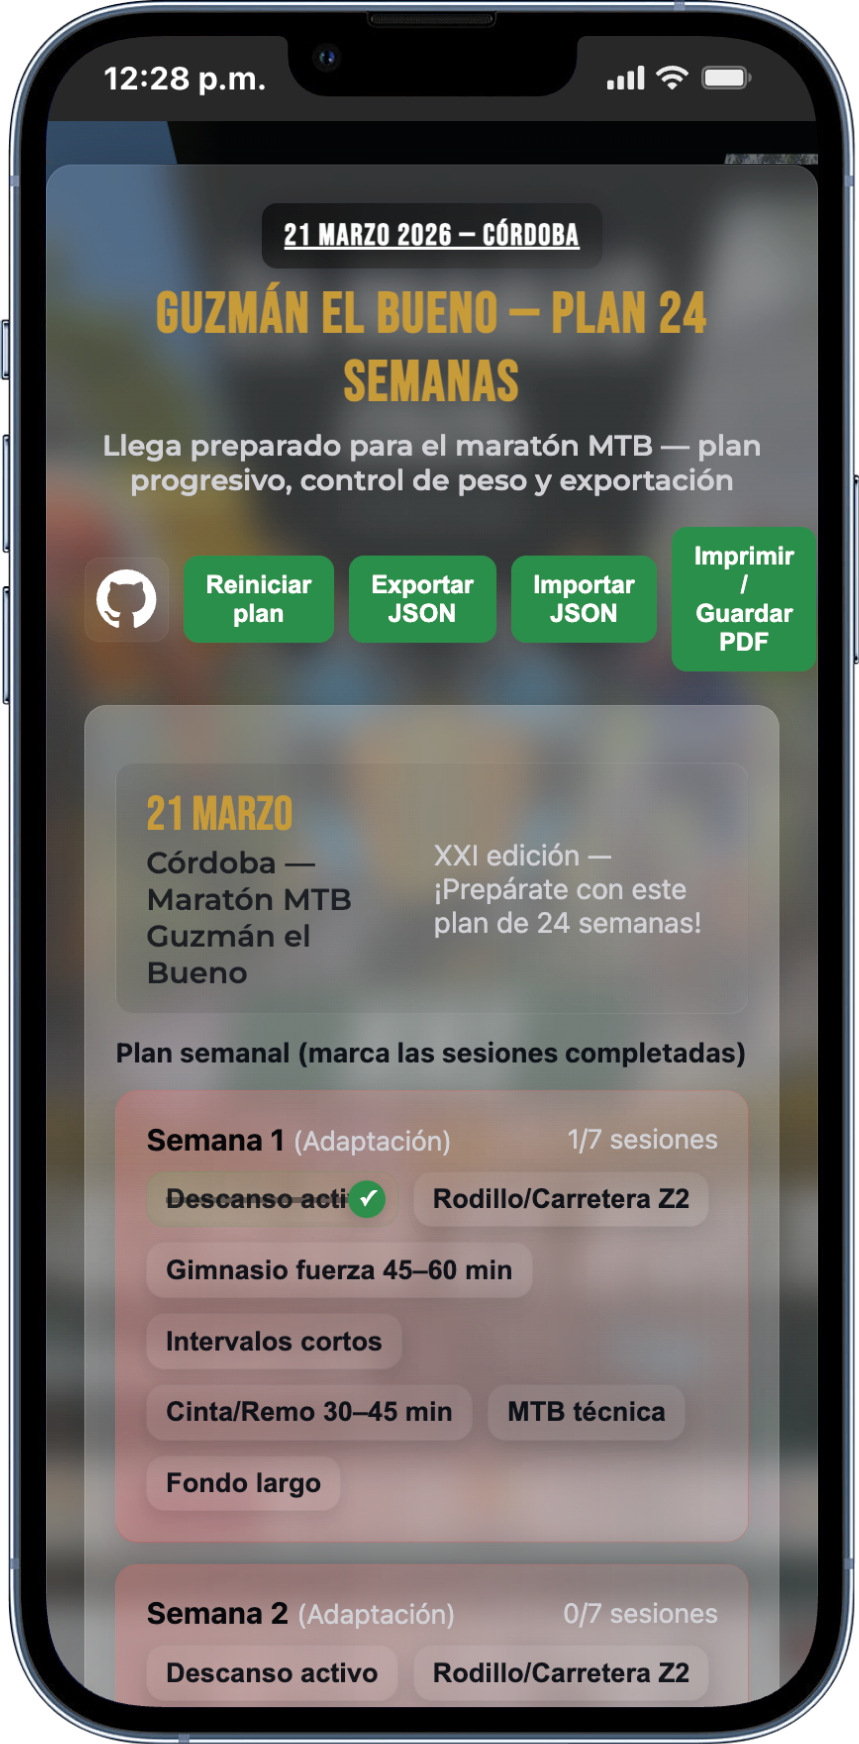 12:28 p.m.
21 MARZO 2026 – CÓRDOBA
GUZMÁN EL BUENO – PLAN 24
SEMANAS
Llega preparado para el maratón MTB — plan
progresivo, control de peso y exportación
Reiniciar
plan
Exportar
JSON
Importar
JSON
Imprimir
/
Guardar
PDF
21 MARZO
Córdoba —
Maratón MTB
Guzmán el
Bueno
XXI edición —
¡Prepárate con este
plan de 24 semanas!
Plan semanal (marca las sesiones completadas)
Semana 1 (Adaptación) 1/7 sesiones
Descanso acti Rodillo/Carretera Z2
Gimnasio fuerza 45–60 min
Intervalos cortos
Cinta/Remo 30–45 min MTB técnica
Fondo largo
Semana 2 (Adaptación) 0/7 sesiones
Descanso activo Rodillo/Carretera Z2